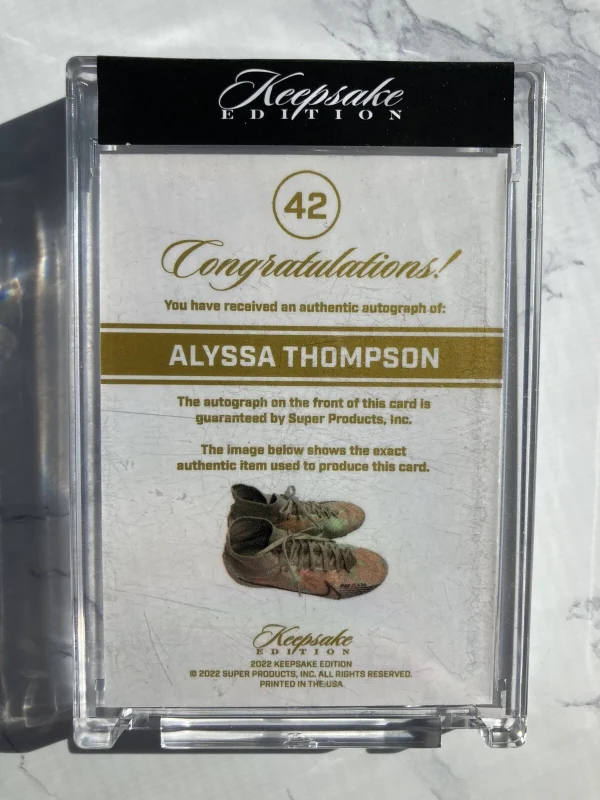 Keepsake
EDITION
42
Congratulations!
You have received an authentic autograph of:
ALYSSA THOMPSON
The autograph on the front of this card is
guaranteed by Super Products, Inc.
The image below shows the exact
authentic item used to produce this card.
Keepsake
EDITION
2022 KEEPSAKE EDITION
© 2022 SUPER PRODUCTS, INC. ALL RIGHTS RESERVED.
PRINTED IN THE USA